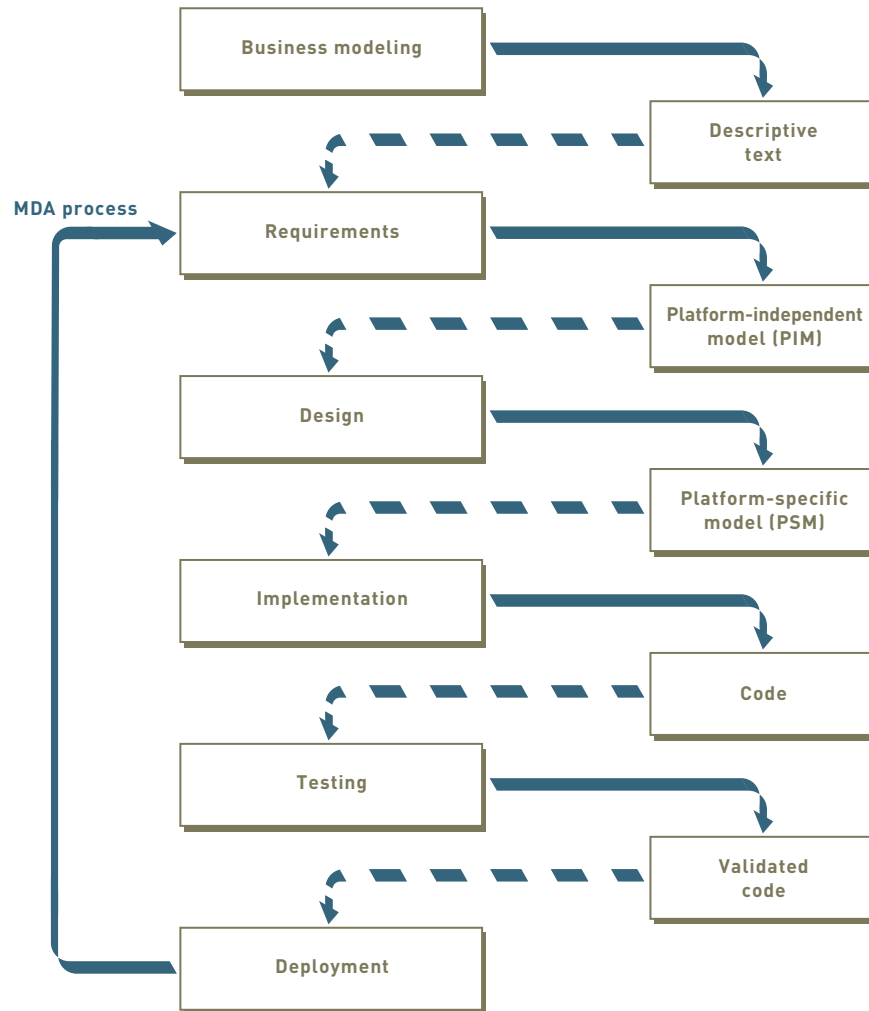 Business modeling
Descriptive
text
MDA process
Requirements
Platform-independent
model (PIM)
Design
Platform-specific
model (PSM)
Implementation
Code
Testing
Validated
code
Deployment